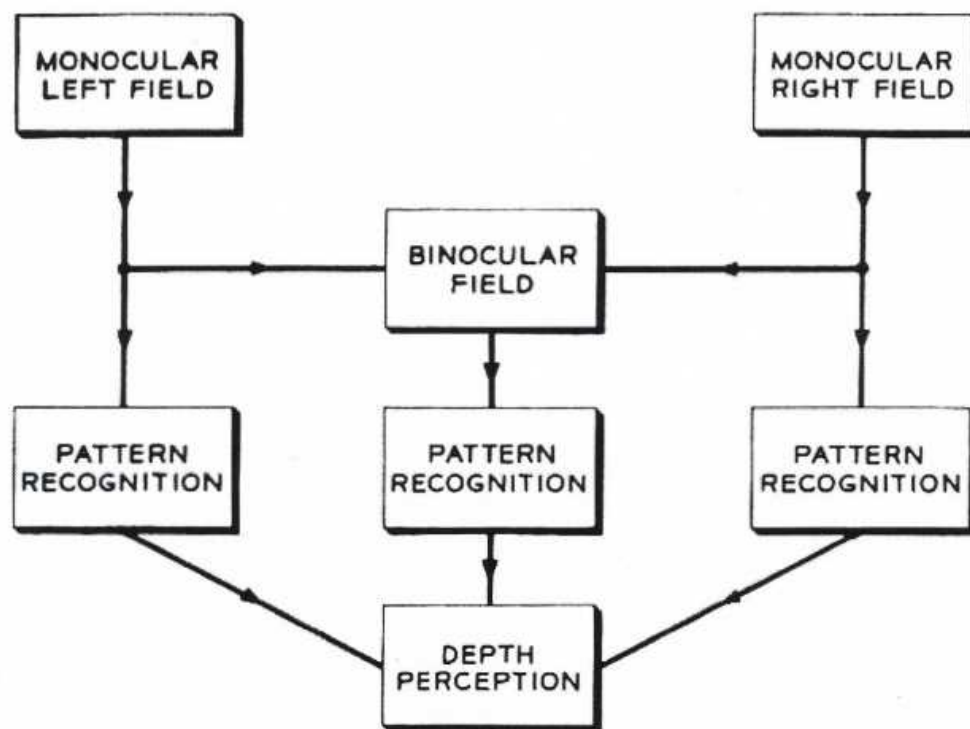 MONOCULAR
LEFT FIELD
MONOCULAR
RIGHT FIELD
BINOCULAR
FIELD
PATTERN
RECOGNITION
PATTERN
RECOGNITION
PATTERN
RECOGNITION
DEPTH
PERCEPTION